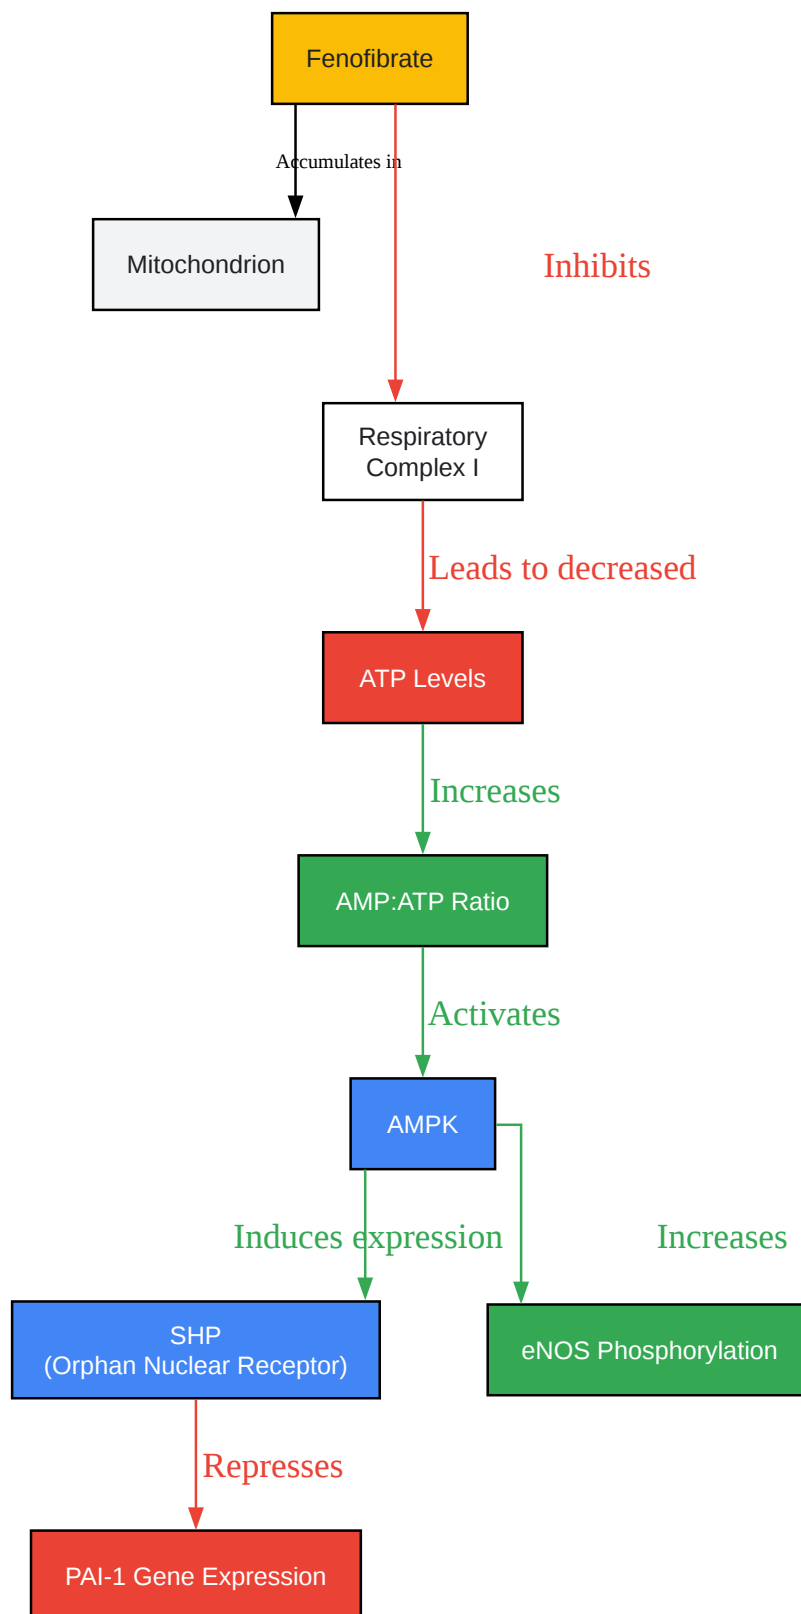 Fenofibrate
Accumulates in
Mitochondrion
Inhibits
Respiratory
Complex I
Leads to decreased
ATP Levels
Increases
AMP:ATP Ratio
Activates
AMPK
Induces expression
Increases
SHP
(Orphan Nuclear Receptor)
eNOS Phosphorylation
Represses
PAI-1 Gene Expression